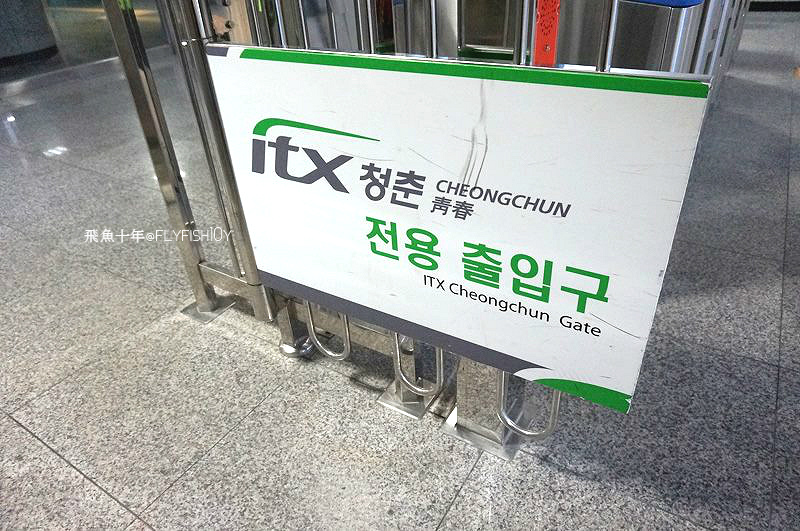 itx 청춘 CHEONGCHUN
靑春
전용 출입구
ITX Cheongchun Gate
飛魚十年@FLYFISH10Y